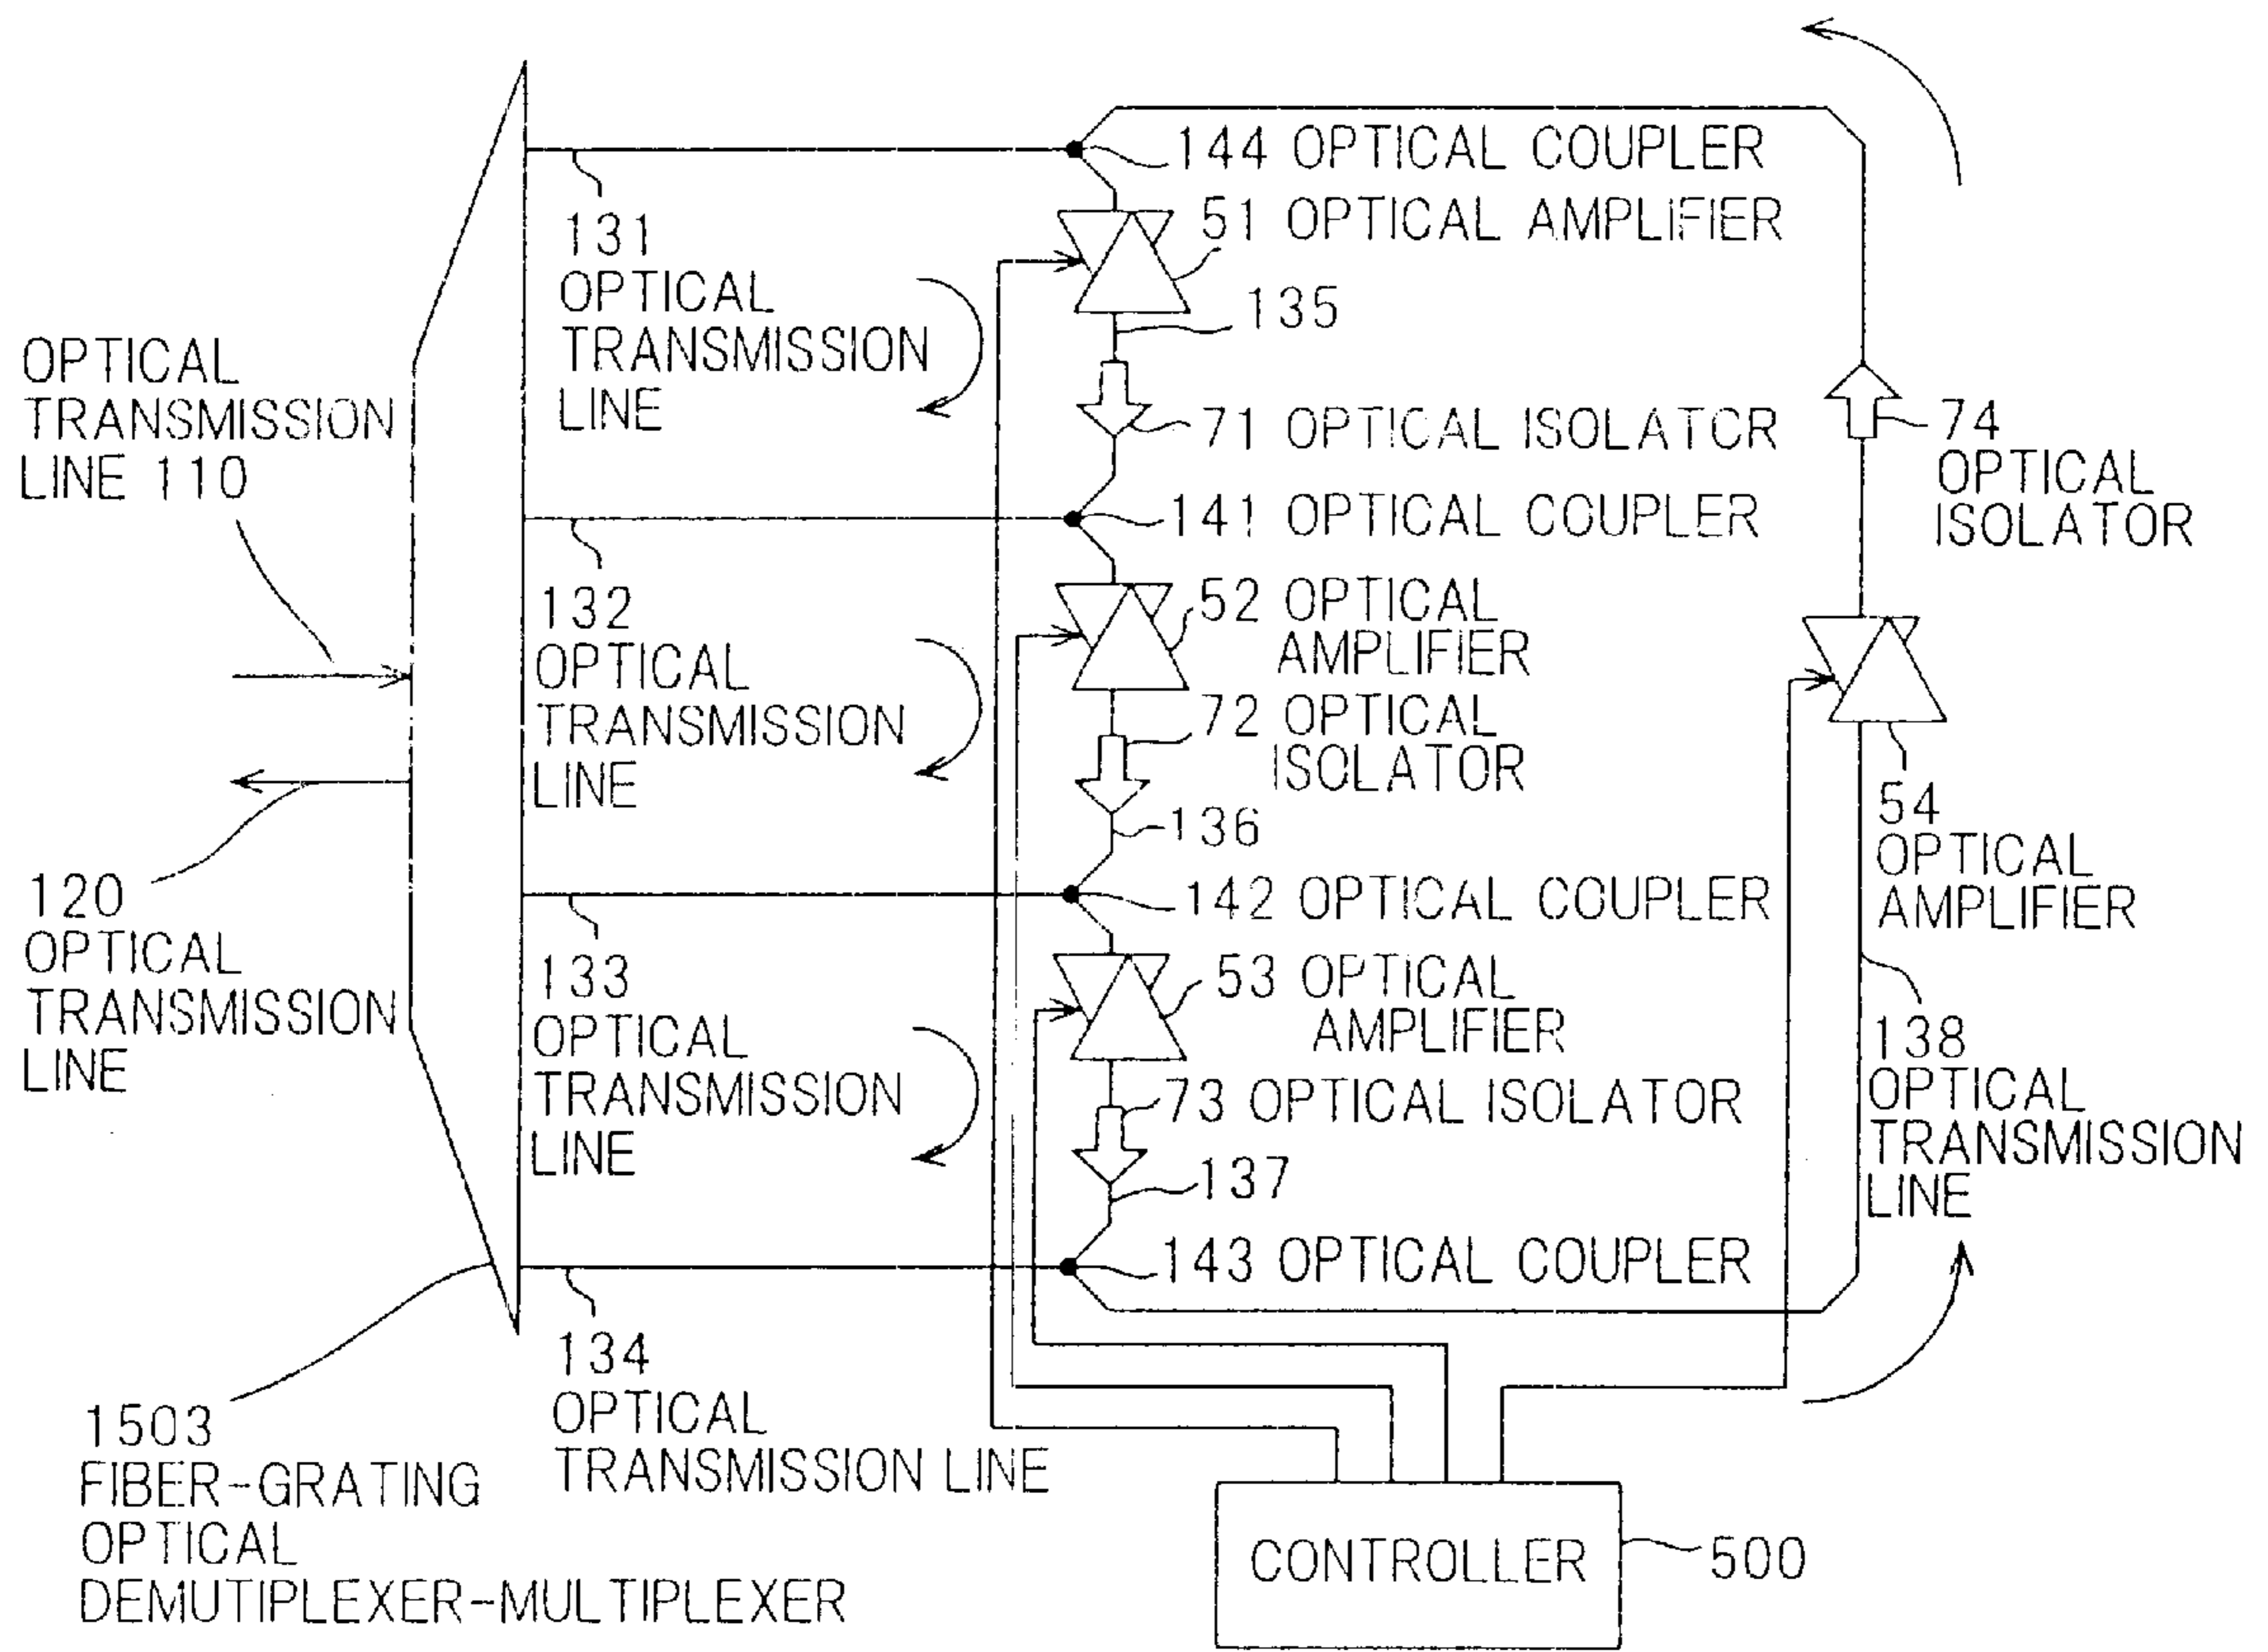 144 OPTICAL COUPLER
51 OPTICAL AMPLIFIER
131
OPTICAL
TRANSMISSION
LINE
135
OPTICAL
TRANSMISSION
LINE 110
71 OPTICAL ISOLATOR
74
OPTICAL
ISOLATOR
141 OPTICAL COUPLER
132
OPTICAL
TRANSMISSION
LINE
52 OPTICAL
AMPLIFIER
72 OPTICAL
ISOLATOR
54
OPTICAL
AMPLIFIER
136
120
OPTICAL
TRANSMISSION
LINE
142 OPTICAL COUPLER
133
OPTICAL
TRANSMISSION
LINE
53 OPTICAL
AMPLIFIER
138
OPTICAL
TRANSMISSION
LINE
73 OPTICAL ISOLATOR
137
143 OPTICAL COUPLER
134
OPTICAL
TRANSMISSION LINE
1503
FIBER-GRATING
OPTICAL
DEMUTIPLEXER-MULTIPLEXER
CONTROLLER
500